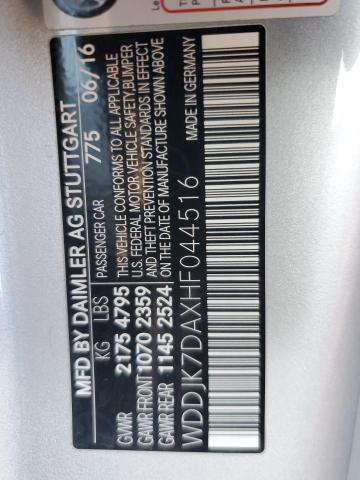 MFD BY DAIMLER AG STUTTGART
PASSENGER CAR 775 06/16
KG LBS
THIS VEHICLE CONFORMS TO ALL APPLICABLE
GVWR 2175 4795 U.S. FEDERAL MOTOR VEHICLE SAFETY,BUMPER
GAWR FRONT 1070 2359 AND THEFT PREVENTION STANDARDS IN EFFECT
GAWR REAR 1145 2524 ON THE DATE OF MANUFACTURE SHOWN ABOVE
WDDJK7DAXHF044516 MADE IN GERMANY